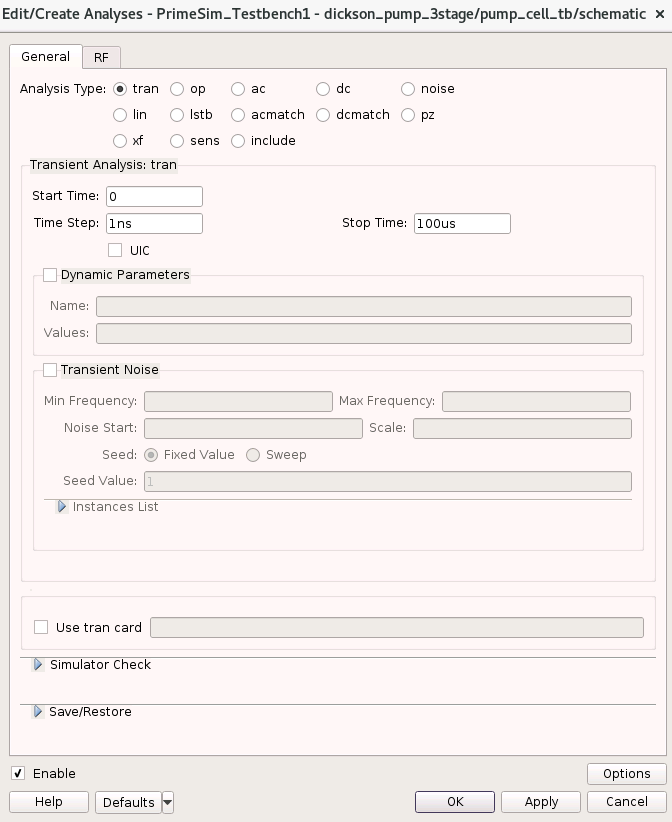 Edit/Create Analyses - PrimeSim_Testbench1 - dickson_pump_3stage/pump_cell_tb/schematic ×
General RF
Analysis Type: tran op ac dc noise
lin lstb acmatch dcmatch pz
xf sens include
Transient Analysis: tran
Start Time: 0
Time Step: 1ns Stop Time: 100us
UIC
Dynamic Parameters
Name:
Values:
Transient Noise
Min Frequency: Max Frequency:
Noise Start: Scale:
Seed: Fixed Value Sweep
Seed Value: 1
Instances List
Use tran card
Simulator Check
Save/Restore
Enable Options
Help Defaults OK Apply Cancel